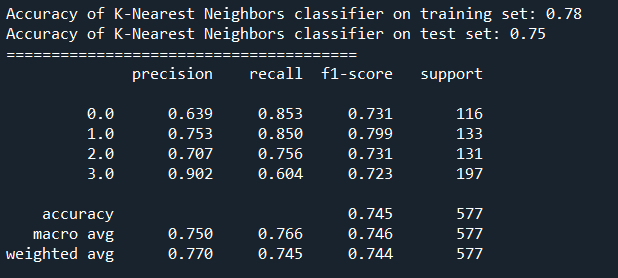 Accuracy of K-Nearest Neighbors classifier on training set: 0.78
Accuracy of K-Nearest Neighbors classifier on test set: 0.75
=======================================
precision recall f1-score support
0.0 0.639 0.853 0.731 116
1.0 0.753 0.850 0.799 133
2.0 0.707 0.756 0.731 131
3.0 0.902 0.604 0.723 197
accuracy 0.745 577
macro avg 0.750 0.766 0.746 577
weighted avg 0.770 0.745 0.744 577